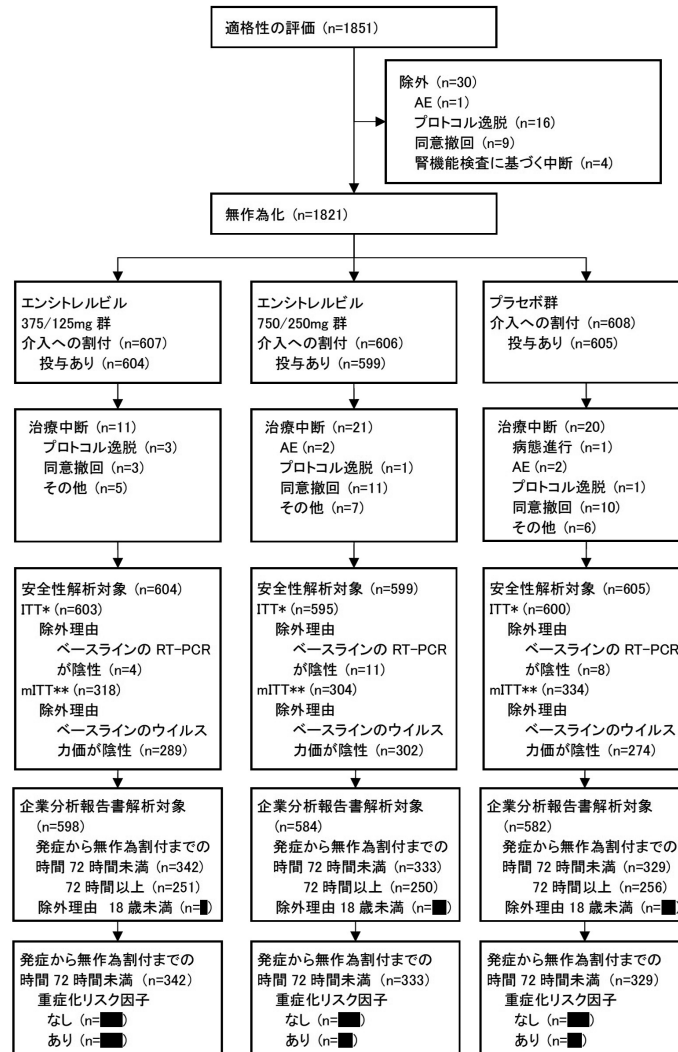 適格性の評価 (n=1851)
除外 (n=30)
AE (n=1)
プロトコル逸脱 (n=16)
同意撤回 (n=9)
腎機能検査に基づく中断 (n=4)
無作為化 (n=1821)
エンシトレルビル
375/125mg 群
介入への割付 (n=607)
投与あり (n=604)
エンシトレルビル
750/250mg 群
介入への割付 (n=606)
投与あり (n=599)
プラセボ群
介入への割付 (n=608)
投与あり (n=605)
治療中断 (n=11)
プロトコル逸脱 (n=3)
同意撤回 (n=3)
その他 (n=5)
治療中断 (n=21)
AE (n=2)
プロトコル逸脱 (n=1)
同意撤回 (n=11)
その他 (n=7)
治療中断 (n=20)
病態進行 (n=1)
AE (n=2)
プロトコル逸脱 (n=1)
同意撤回 (n=10)
その他 (n=6)
安全性解析対象 (n=604)
ITT* (n=603)
除外理由
ベースラインの RT-PCR
が陰性 (n=4)
mITT** (n=318)
除外理由
ベースラインのウイルス
力価が陰性 (n=289)
安全性解析対象 (n=599)
ITT* (n=595)
除外理由
ベースラインの RT-PCR
が陰性 (n=11)
mITT** (n=304)
除外理由
ベースラインのウイルス
力価が陰性 (n=302)
安全性解析対象 (n=605)
ITT* (n=600)
除外理由
ベースラインの RT-PCR
が陰性 (n=8)
mITT** (n=334)
除外理由
ベースラインのウイルス
力価が陰性 (n=274)
企業分析報告書解析対象
(n=598)
発症から無作為割付までの
時間 72 時間未満 (n=342)
72 時間以上 (n=251)
除外理由 18 歳未満 (n=
企業分析報告書解析対象
(n=584)
発症から無作為割付までの
時間 72 時間未満 (n=333)
72 時間以上 (n=250)
除外理由 18 歳未満 (n=
企業分析報告書解析対象
(n=582)
発症から無作為割付までの
時間 72 時間未満 (n=329)
72 時間以上 (n=256)
除外理由 18 歳未満 (n=
発症から無作為割付までの
時間 72 時間未満 (n=342)
重症化リスク因子
なし (n= )
あり (n= )
発症から無作為割付までの
時間 72 時間未満 (n=333)
重症化リスク因子
なし (n= )
あり (n= )
発症から無作為割付までの
時間 72 時間未満 (n=329)
重症化リスク因子
なし (n= )
あり (n= )